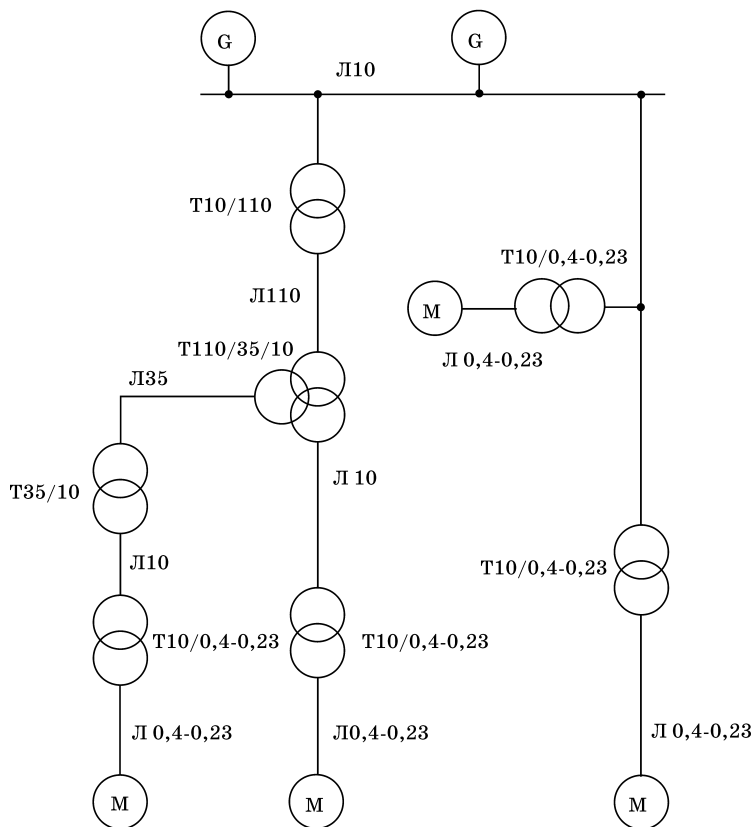 G
G
Л10
Т10/110
Т10/0,4-0,23
Л110
М
Т110/35/10
Л 0,4-0,23
Л35
Л 10
Т35/10
Л10
Т10/0,4-0,23
Т10/0,4-0,23
Т10/0,4-0,23
Л 0,4-0,23
Л0,4-0,23
Л 0,4-0,23
М
М
М